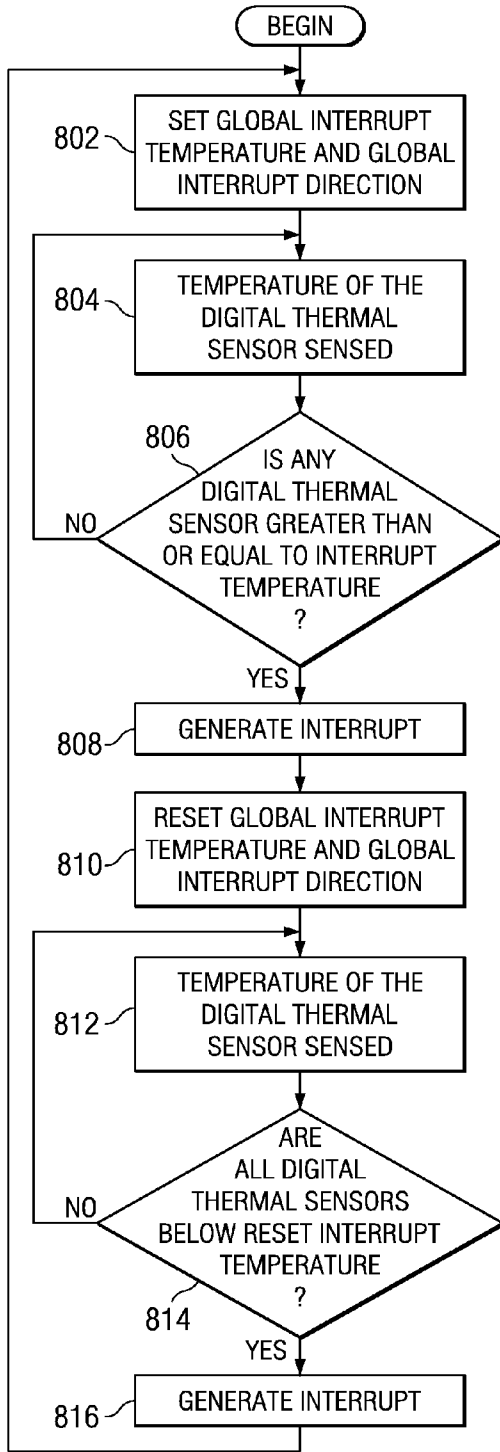 BEGIN
802
SET GLOBAL INTERRUPT
TEMPERATURE AND GLOBAL
INTERRUPT DIRECTION
804
TEMPERATURE OF THE
DIGITAL THERMAL
SENSOR SENSED
806
IS ANY
DIGITAL THERMAL
SENSOR GREATER THAN
OR EQUAL TO INTERRUPT
TEMPERATURE
?
NO
YES
808
GENERATE INTERRUPT
810
RESET GLOBAL INTERRUPT
TEMPERATURE AND GLOBAL
INTERRUPT DIRECTION
812
TEMPERATURE OF THE
DIGITAL THERMAL
SENSOR SENSED
ARE
ALL DIGITAL
THERMAL SENSORS
BELOW RESET INTERRUPT
TEMPERATURE
?
NO
814
YES
816
GENERATE INTERRUPT